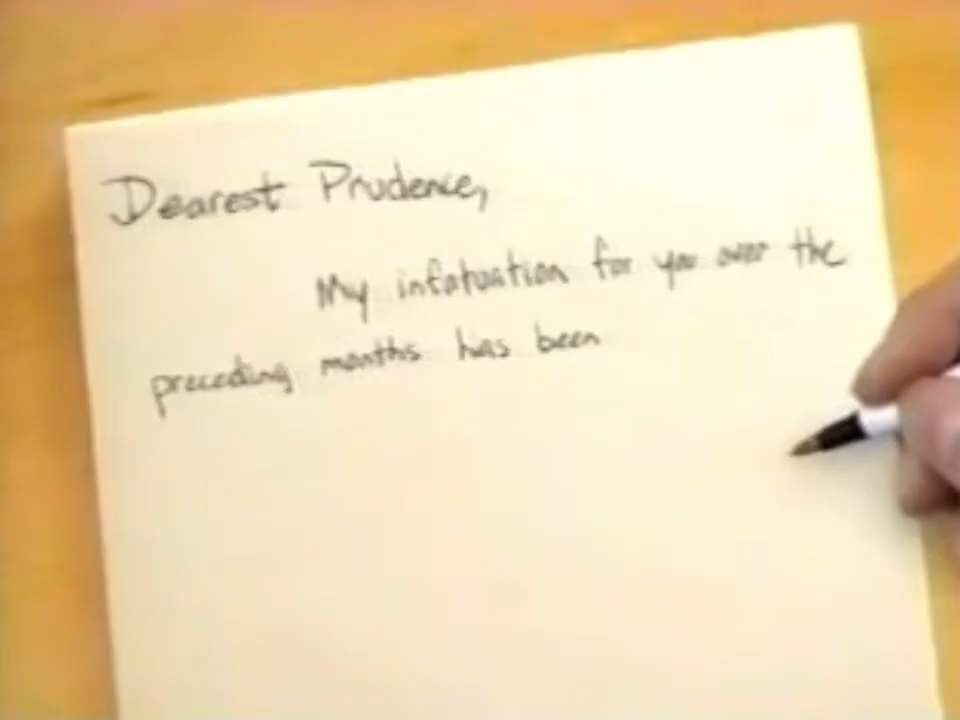 Dearest Prudence,
My infatuation for you over the
preceding months has been